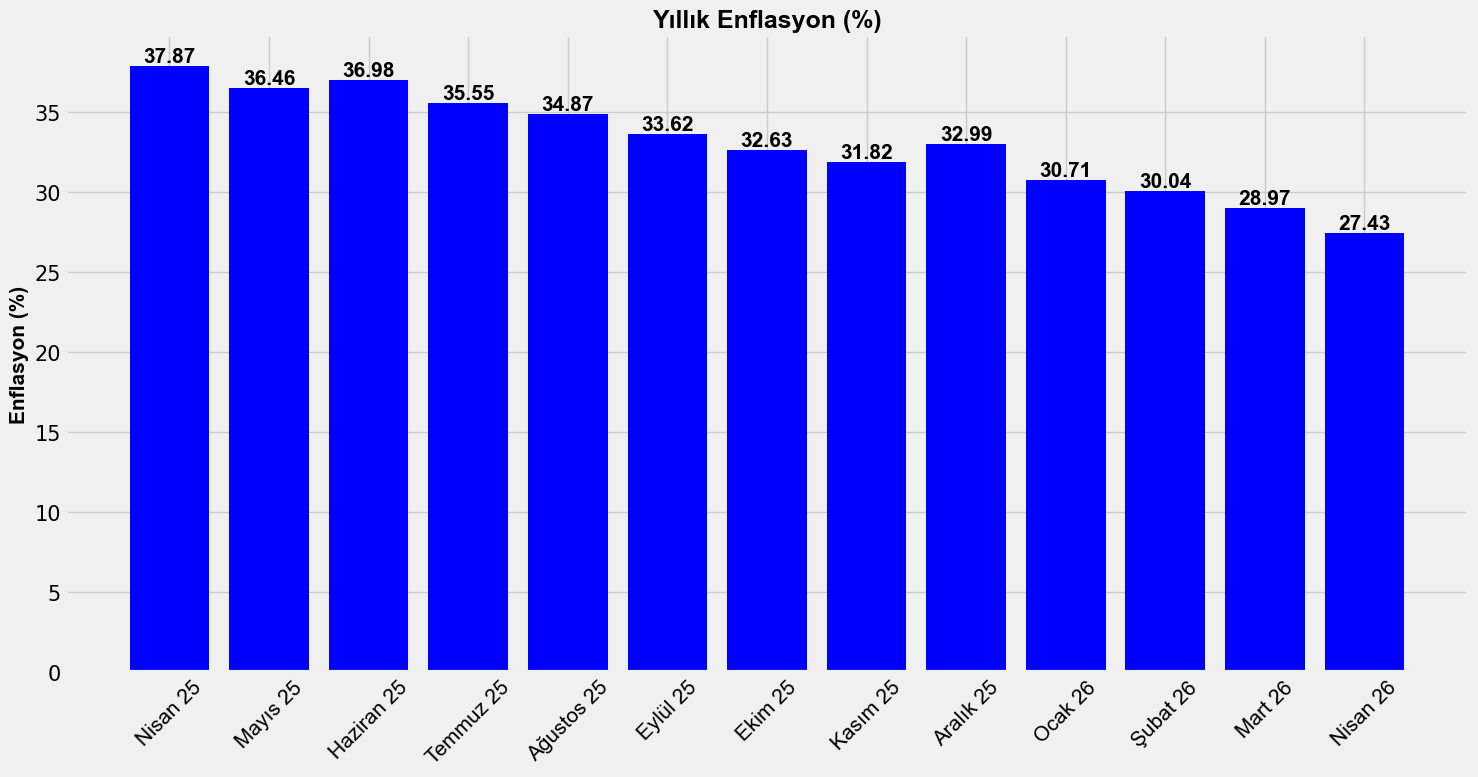 Yıllık Enflasyon (%)
Enflasyon (%)
37.87
36.46
36.98
35.55
34.87
33.62
32.63
31.82
32.99
30.71
30.04
28.97
27.43
35
30
25
20
15
10
5
0
Nisan 25
Mayıs 25
Haziran 25
Temmuz 25
Ağustos 25
Eylül 25
Ekim 25
Kasım 25
Aralık 25
Ocak 26
Şubat 26
Mart 26
Nisan 26